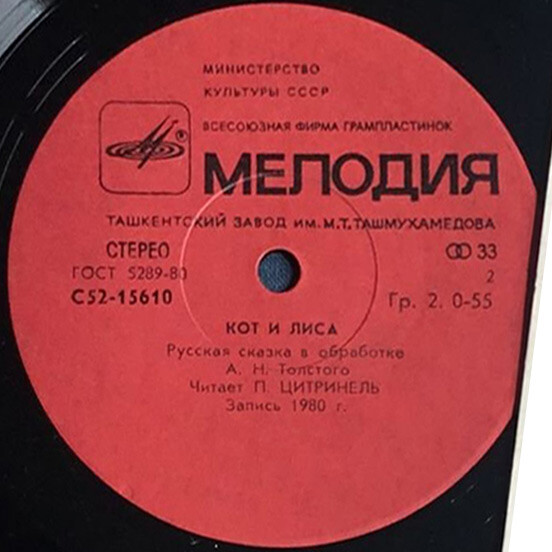 МИНИСТЕРСТВО
КУЛЬТУРЫ СССР
ВСЕСОЮЗНАЯ ФИРМА ГРАМПЛАСТИНОК
МЕЛОДИЯ
ТАШКЕНТСКИЙ ЗАВОД ИМ. М.Т. ТАШМУХАМЕДОВА
СТЕРЕО 33
ГОСТ 5289-80 2
С52-15610 Гр. 2. 0-55
КОТ И ЛИСА
Русская сказка в обработке
А. Н. Толстого
Читает П. ЦИТРИНЕЛЬ
Запись 1980 г.